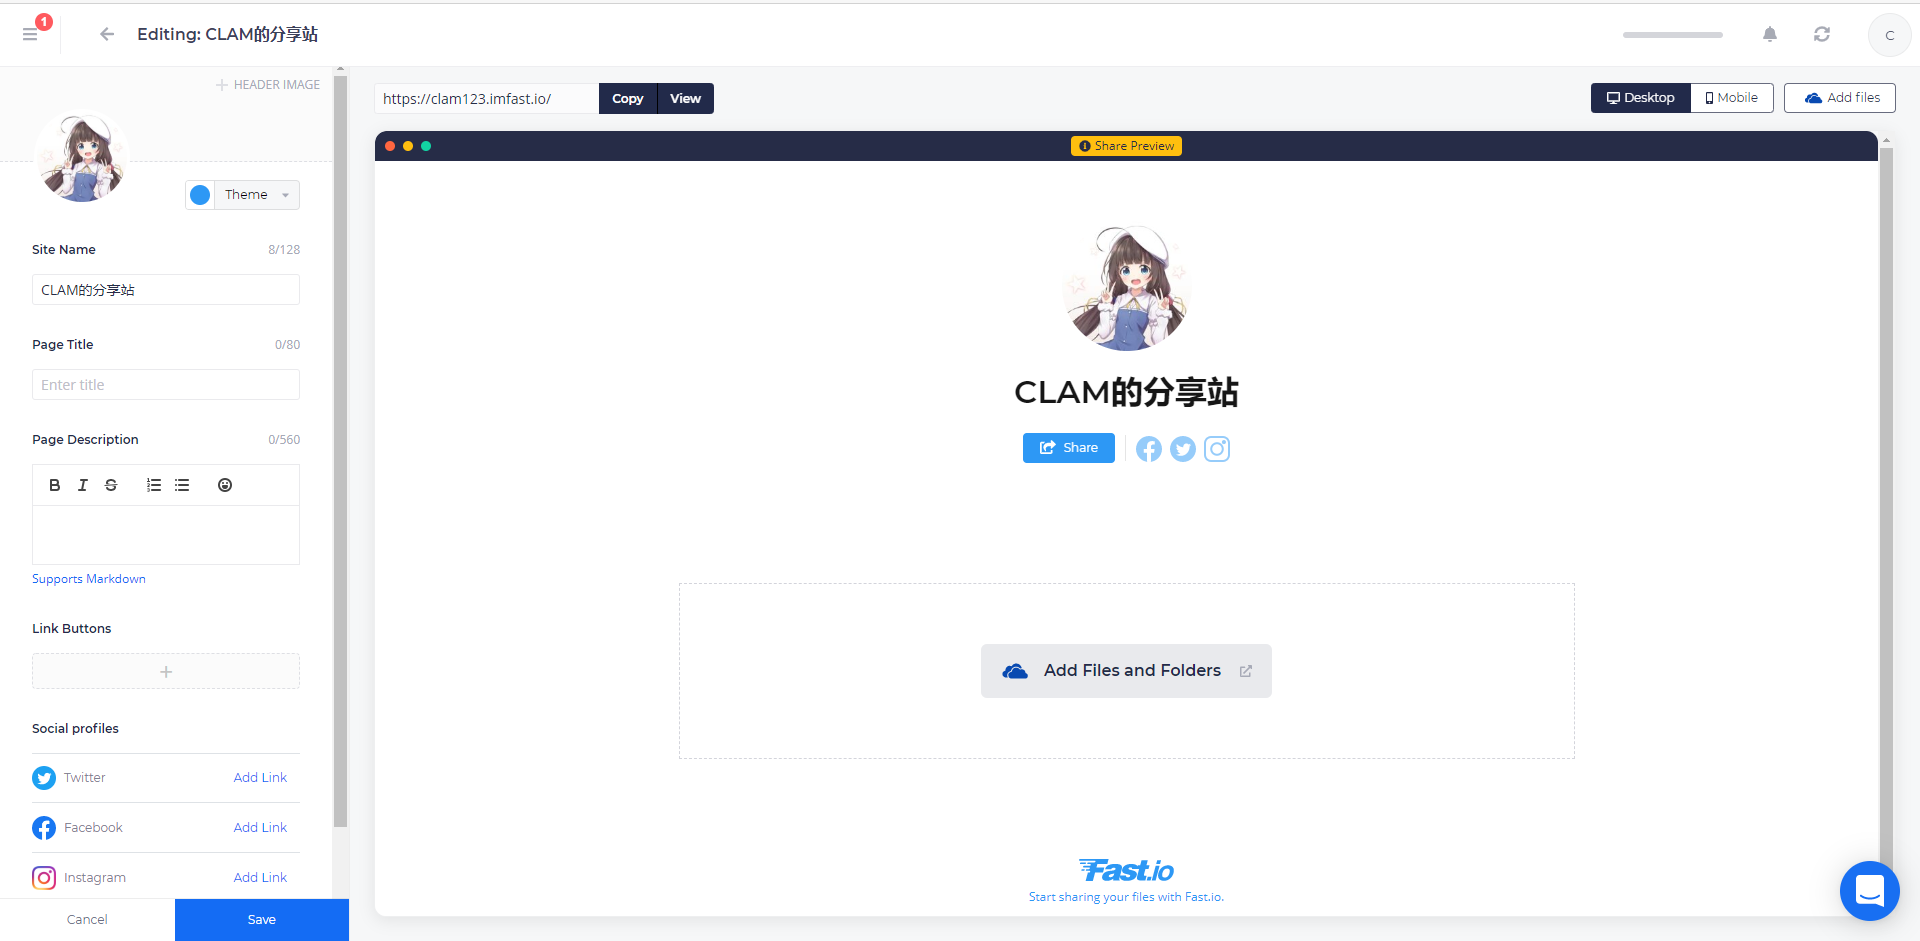 1
Editing: CLAM的分享站
C
HEADER IMAGE
Theme
Site Name 8/128
CLAM的分享站
Page Title 0/80
Enter title
Page Description 0/560
B I S
Supports Markdown
Link Buttons
+
Social profiles
Twitter Add Link
Facebook Add Link
Instagram Add Link
Cancel Save
https://clam123.imfast.io/ Copy View
Desktop Mobile Add files
Share Preview
CLAM的分享站
Share
Add Files and Folders
Fast.io
Start sharing your files with Fast.io.